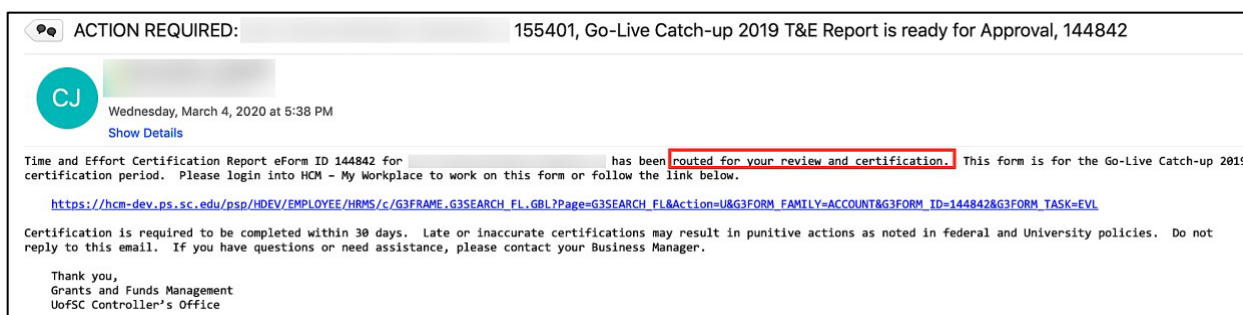 ACTION REQUIRED: 155401, Go-Live Catch-up 2019 T&E Report is ready for Approval, 144842
CJ
Wednesday, March 4, 2020 at 5:38 PM
Show Details
Time and Effort Certification Report eForm ID 144842 for has been routed for your review and certification. This form is for the Go-Live Catch-up 2019
certification period. Please login into HCM – My Workplace to work on this form or follow the link below.
https://hcm-dev.ps.sc.edu/psp/HDEV/EMPLOYEE/HRMS/c/G3FRAME.G3SEARCH_FL.GBL?Page=G3SEARCH_FL&Action=U&G3FORM_FAMILY=ACCOUNT&G3FORM_ID=144842&G3FORM_TASK=EVL
Certification is required to be completed within 30 days. Late or inaccurate certifications may result in punitive actions as noted in federal and University policies. Do not
reply to this email. If you have questions or need assistance, please contact your Business Manager.
Thank you,
Grants and Funds Management
UofSC Controller's Office